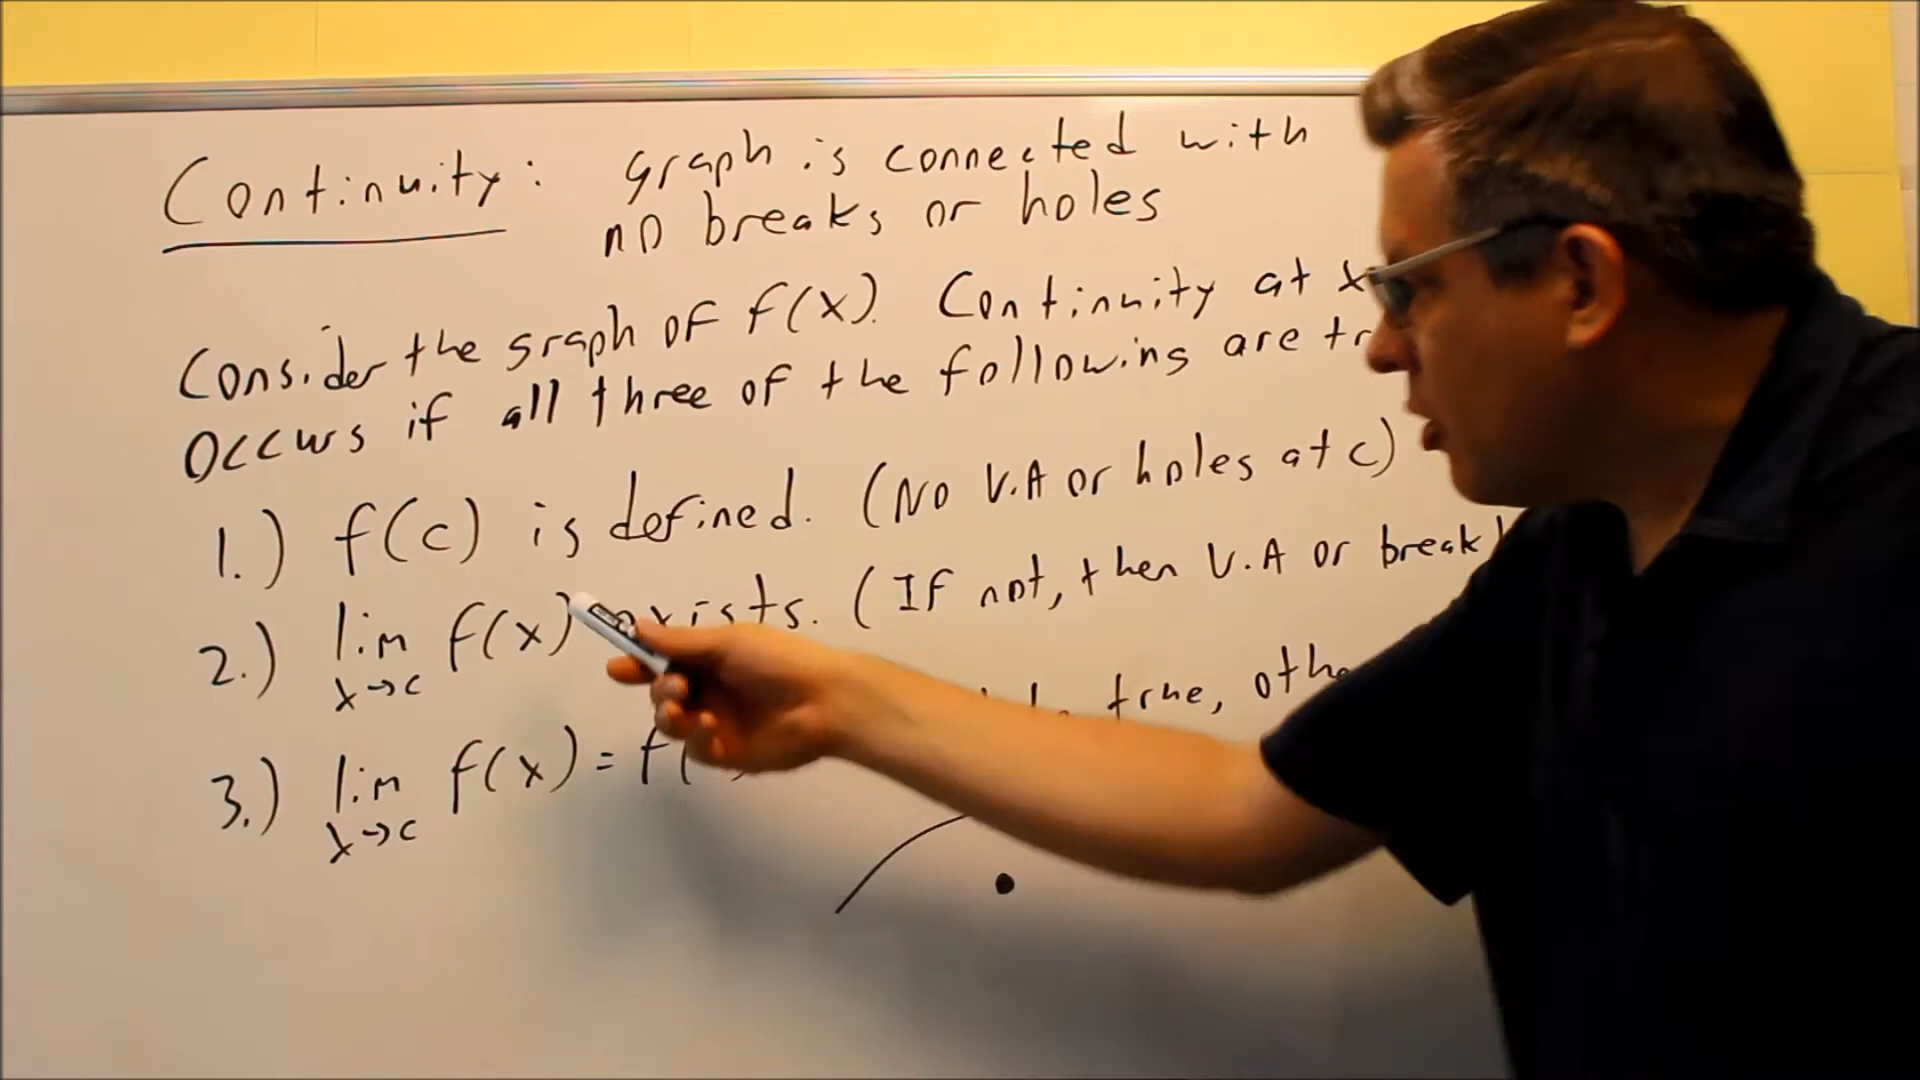 Continuity: graph is connected with
no breaks or holes
Consider the graph of f(x). Continuity at x
occurs if all three of the following are
1.) f(c) is defined. (No V.A or holes at c)
2.) lim f(x) exists. (If not, then V.A or break)
x→c
3.) lim f(x) =
x→c
true,